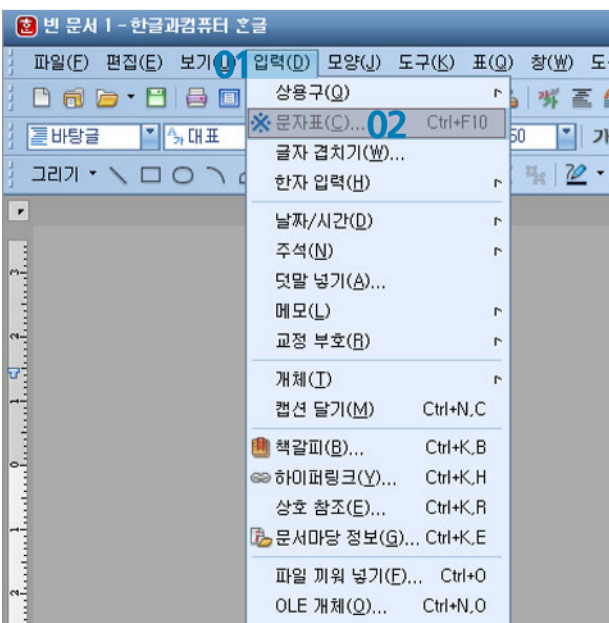 빈 문서 1 - 한글과컴퓨터 흔글
파일(F) 편집(E) 보기(U) 01 입력(D) 모양(J) 도구(K) 표(Q) 창(W) 도
바탕글 대표 50 가
그리기
상용구(Q)
문자표(C)... 02 Ctrl+F10
글자 겹치기(W)...
한자 입력(H)
날짜/시간(D)
주석(N)
덧말 넣기(A)...
메모(L)
교정 부호(R)
개체(T)
캡션 달기(M) Ctrl+N,C
책갈피(B)... Ctrl+K,B
하이퍼링크(Y)... Ctrl+K,H
상호 참조(E)... Ctrl+K,R
문서마당 정보(G)... Ctrl+K,E
파일 끼워 넣기(F)... Ctrl+O
OLE 개체(O)... Ctrl+N,O